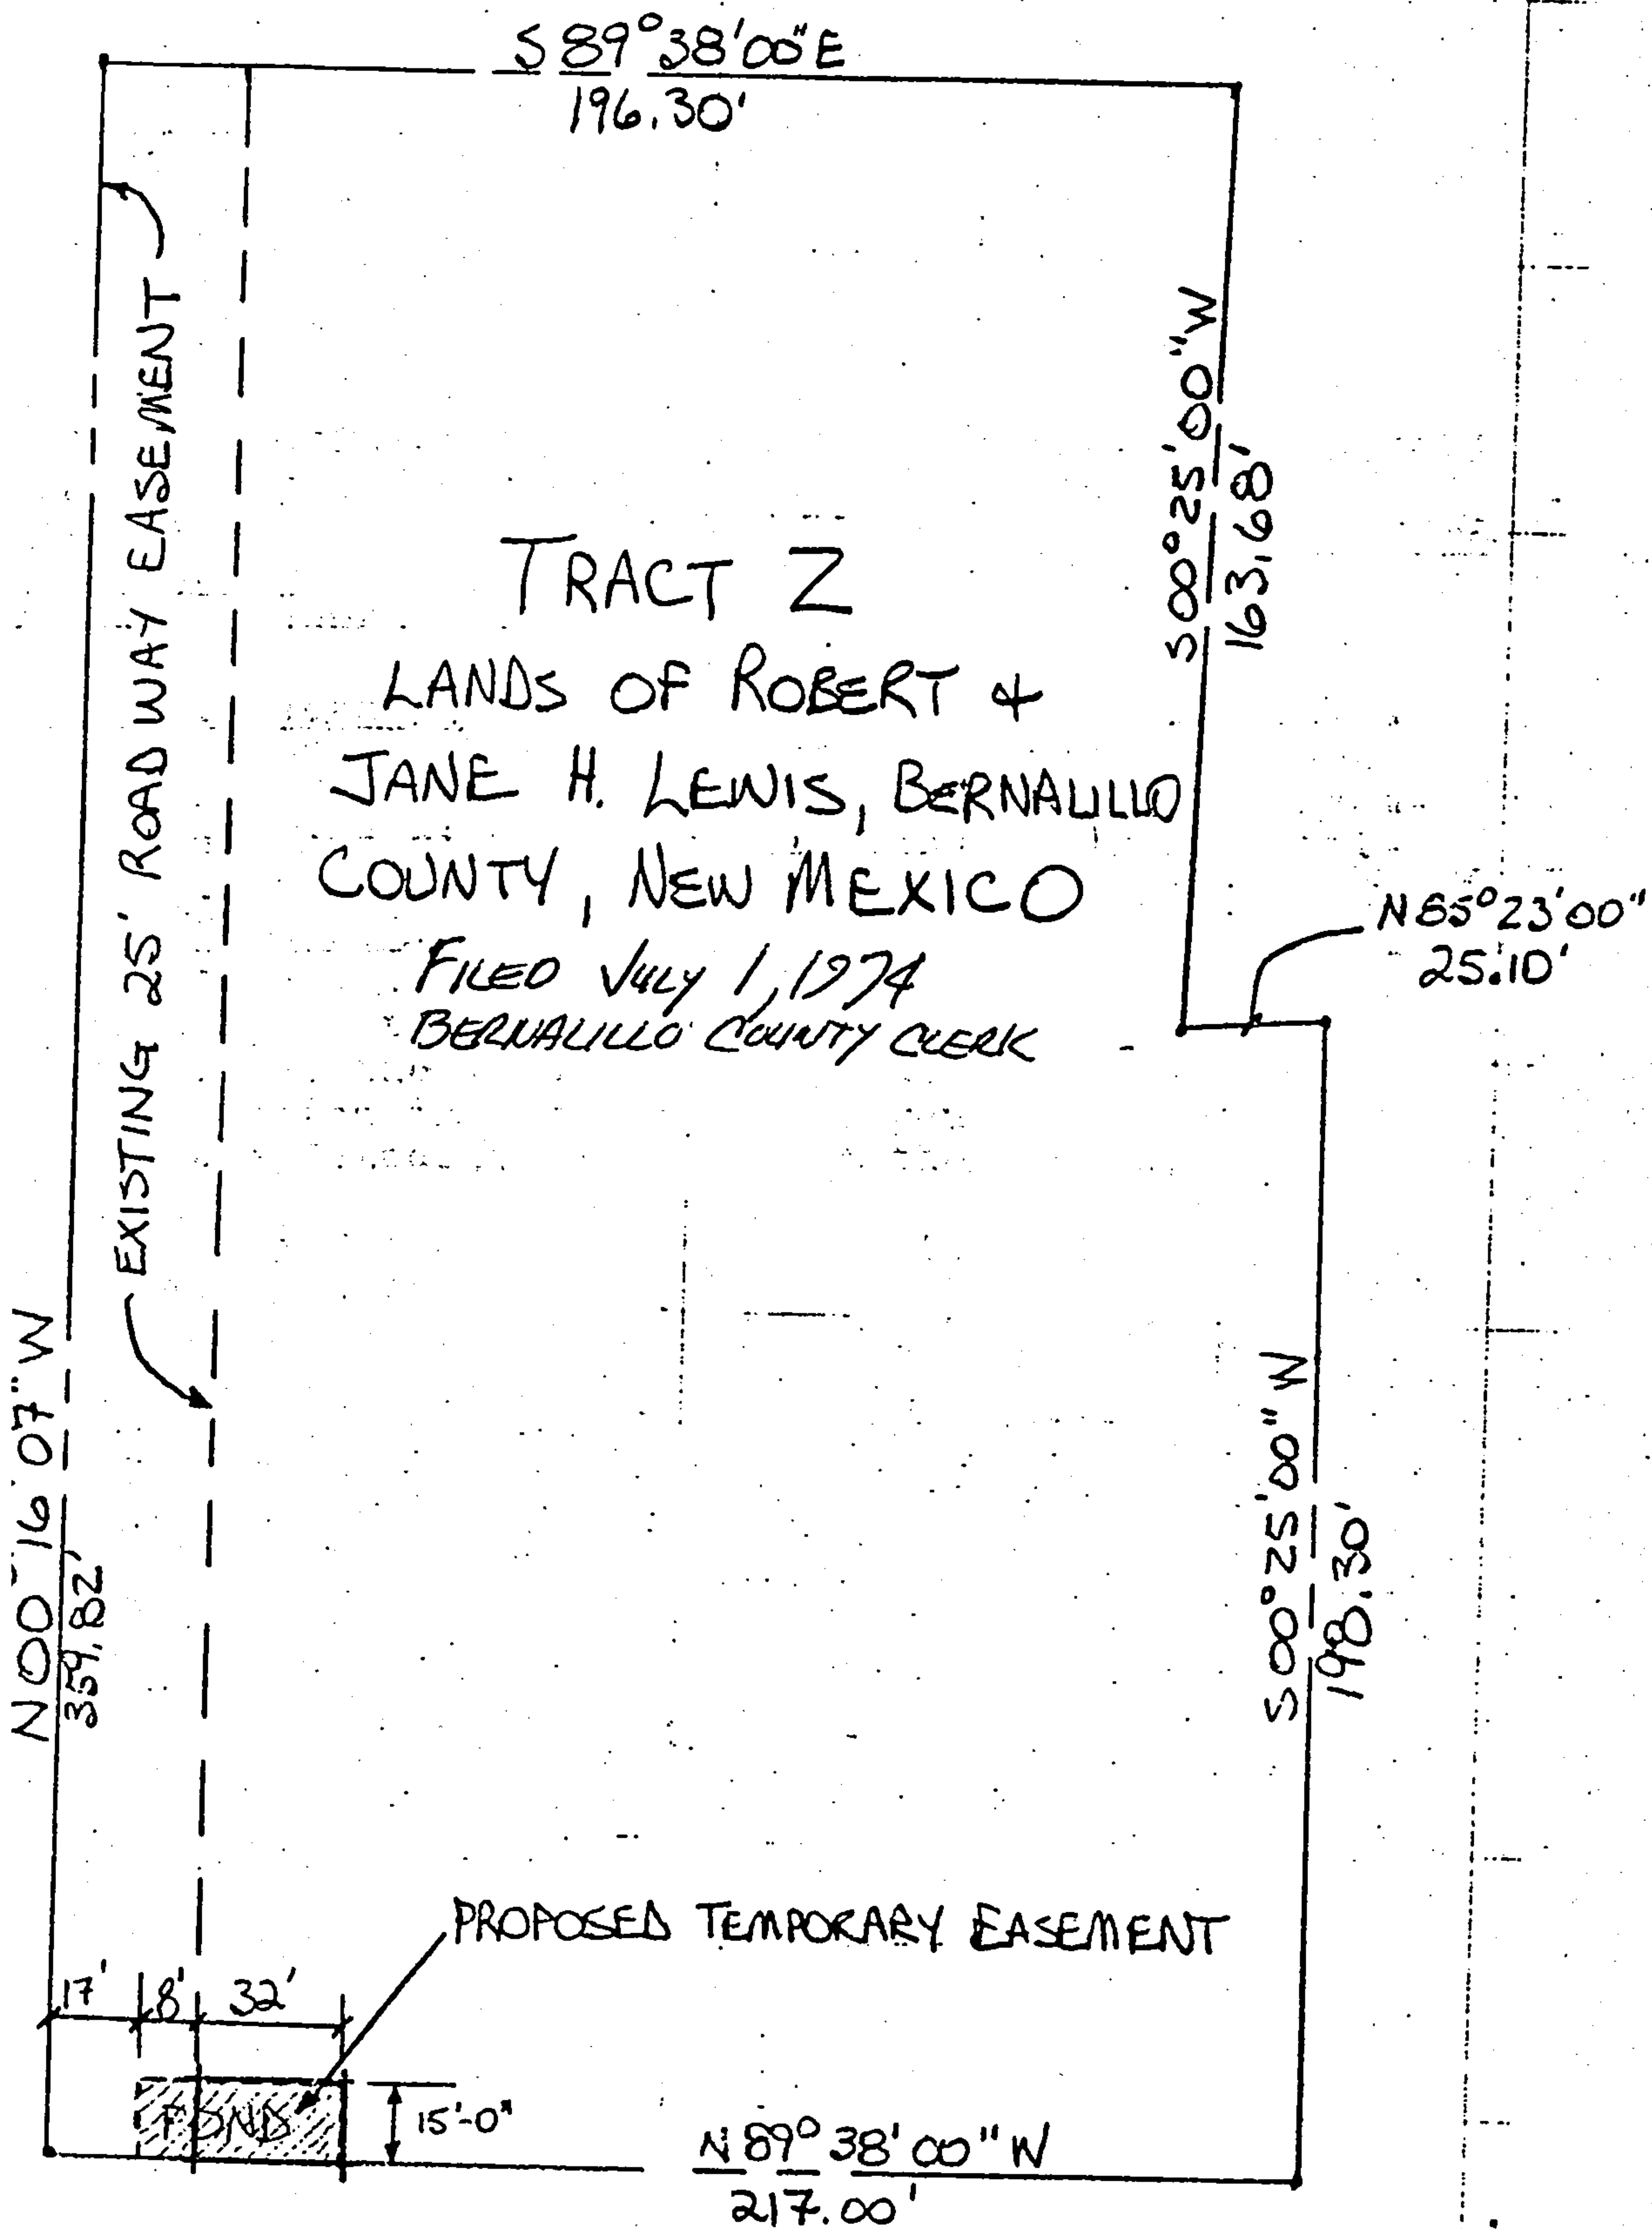 S 89°38'00" E
196.30'
EXISTING 25' ROADWAY EASEMENT
S 00°25'00" W
163.68'
TRACT Z
LANDS OF ROBERT &
JANE H. LEWIS, BERNALILLO
COUNTY, NEW MEXICO
FILED JULY 1, 1974
BERNALILLO COUNTY CLERK
N 85°23'00"
25.10'
N 00°16'07" W
359.82'
S 00°25'00" W
198.30'
PROPOSED TEMPORARY EASEMENT
17' 8' 32'
POND
15'-0"
N 89°38'00" W
217.00'